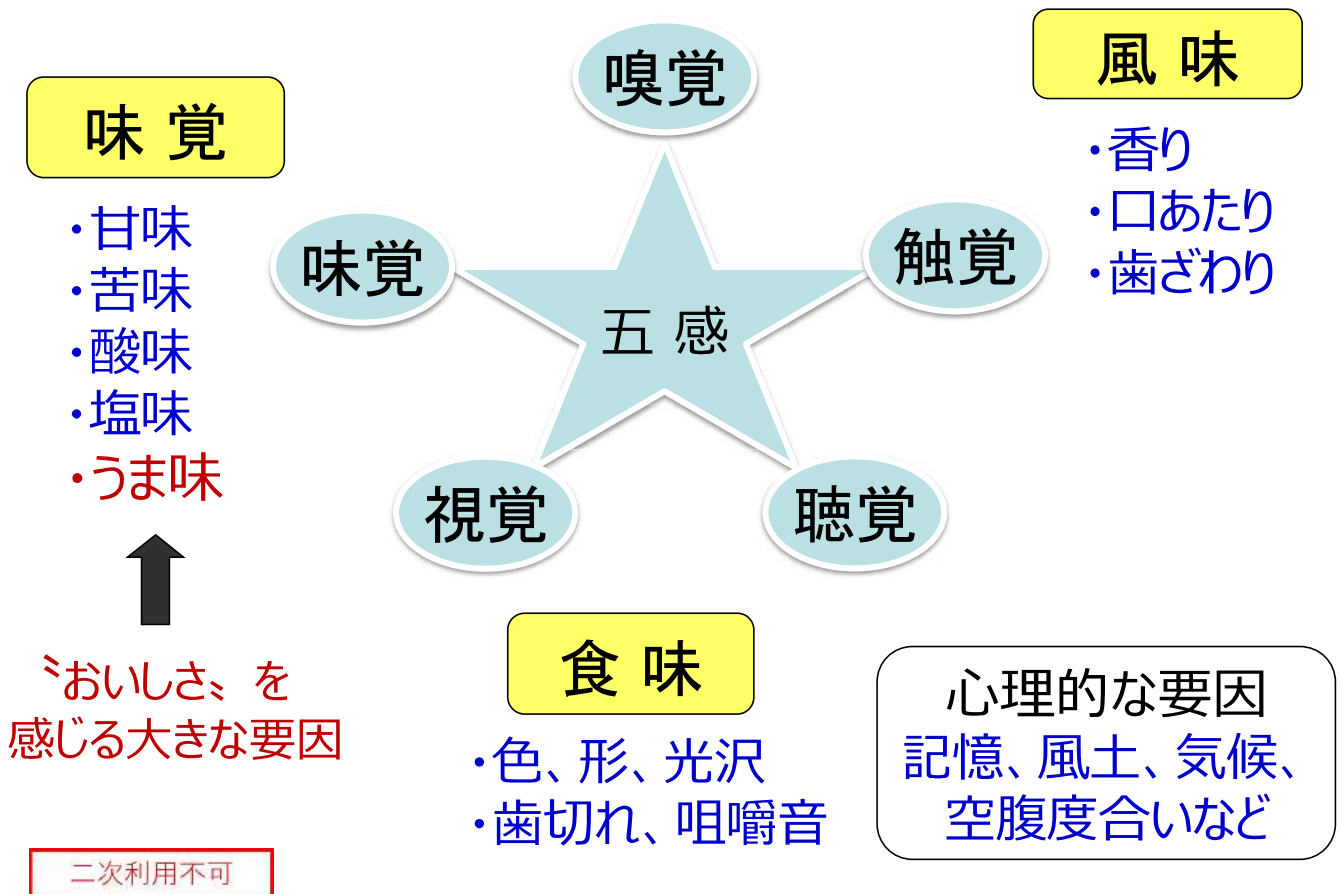 味 覚
・甘味
・苦味
・酸味
・塩味
・うま味
〝おいしさ〟を
感じる大きな要因
嗅覚
味覚
触覚
五 感
視覚
聴覚
風 味
・香り
・口あたり
・歯ざわり
食 味
・色、形、光沢
・歯切れ、咀嚼音
心理的な要因
記憶、風土、気候、
空腹度合いなど
二次利用不可